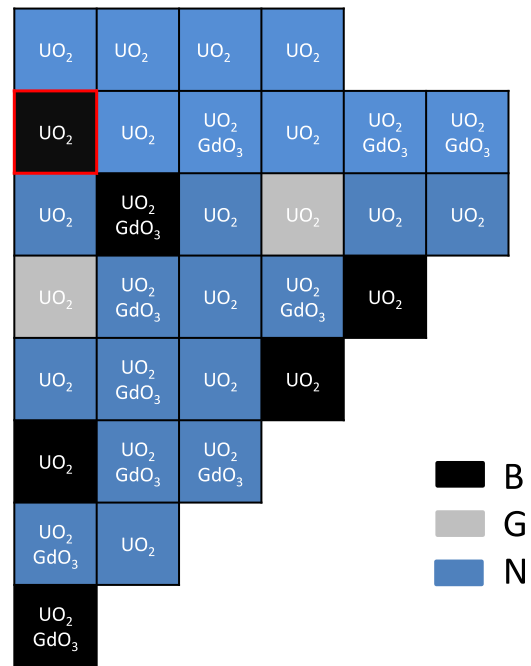 UO₂ UO₂ UO₂ UO₂
UO₂ UO₂ UO₂ GdO₃ UO₂ UO₂ GdO₃ UO₂ GdO₃
UO₂ UO₂ GdO₃ UO₂ UO₂ UO₂ UO₂
UO₂ UO₂ GdO₃ UO₂ UO₂ GdO₃ UO₂
UO₂ UO₂ GdO₃ UO₂ UO₂
UO₂ UO₂ GdO₃ UO₂ GdO₃
B
G
UO₂ GdO₃ UO₂
N
UO₂ GdO₃